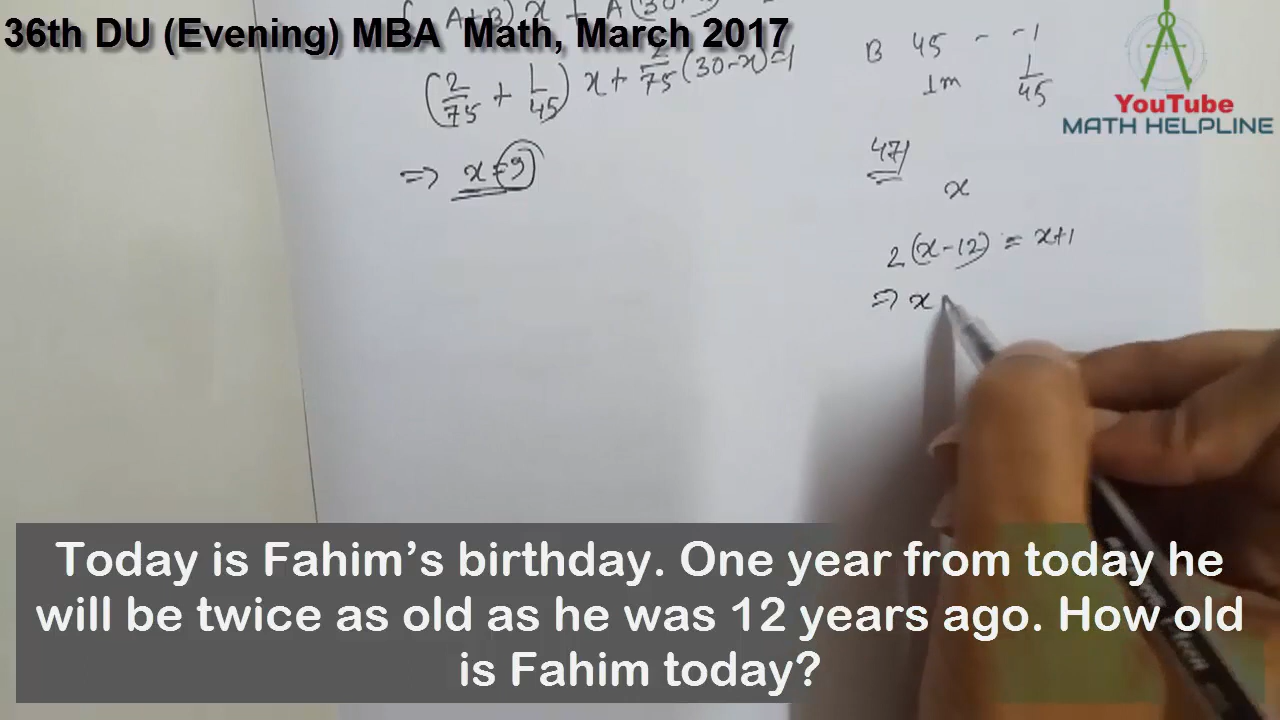 36th DU (Evening) MBA Math, March 2017
(2/75 + 1/45) x + 2/75 (30-x) = 1
⇒ x = 9
B 45 - -1
1m 1/45
YouTube
MATH HELPLINE
47/
x
2(x-12) = x+1
⇒ x
Today is Fahim's birthday. One year from today he
will be twice as old as he was 12 years ago. How old
is Fahim today?